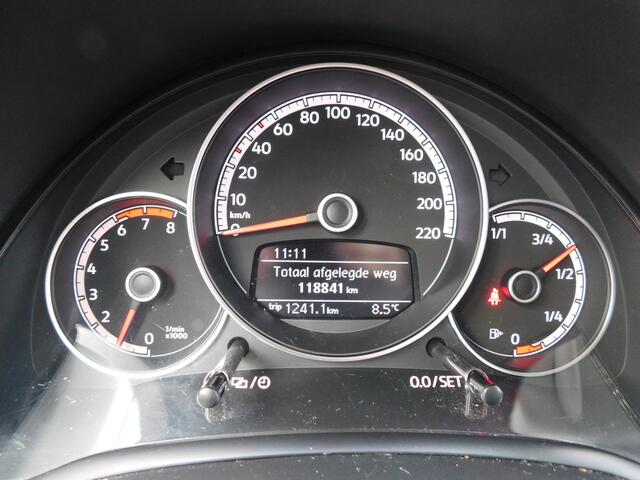 80 100 120
60 140
40 160
20 180
10 200
km/h
0 220
11:11
Totaal afgelegde weg
118841 km
trip 1241.1 km 8.5°C
6 7 8
5
4
3
2
1
0
1/min
x1000
1/1 3/4
1/2
1/4
0
/
0.0/SET